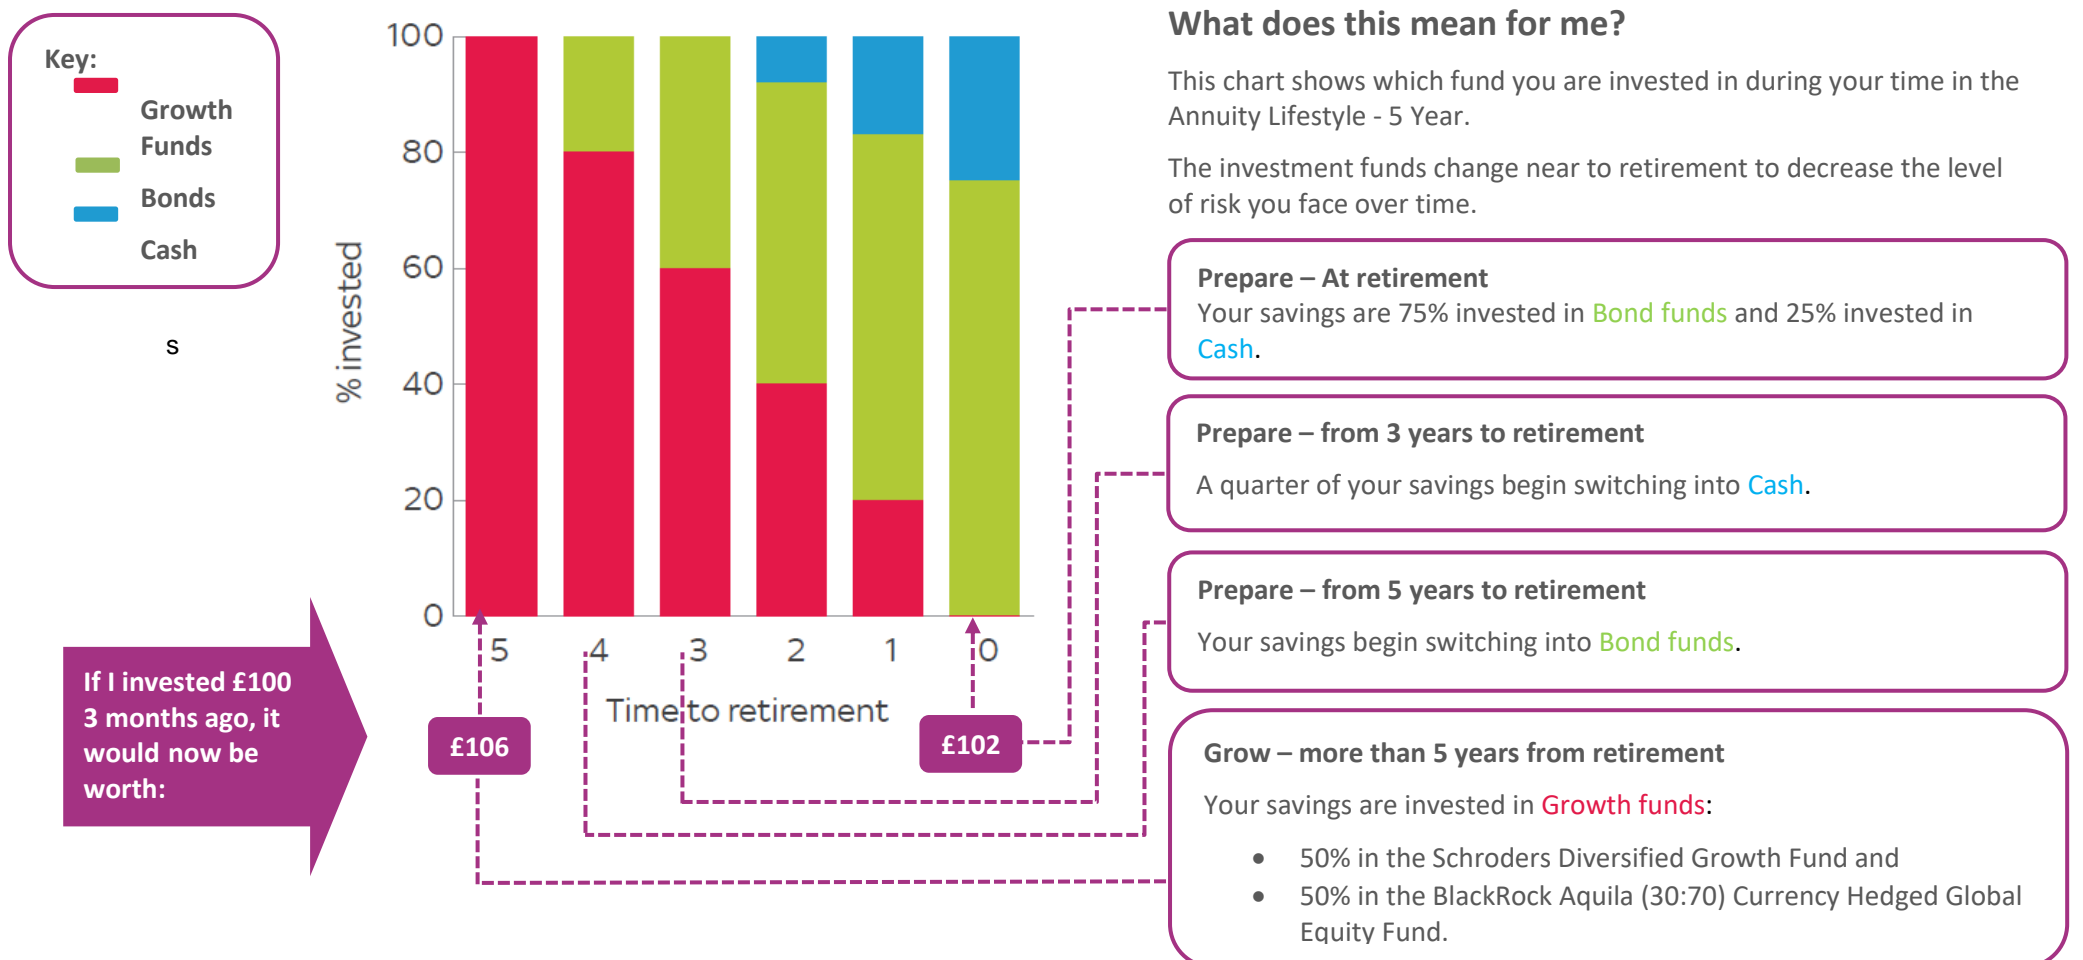 Key:
Growth
Funds
Bonds
Cash
s
100
80
60
40
20
0
% invested
5
4
3
2
1
0
Time to retirement
If I invested £100
3 months ago, it
would now be
worth:
£106
£102
What does this mean for me?
This chart shows which fund you are invested in during your time in the
Annuity Lifestyle - 5 Year.
The investment funds change near to retirement to decrease the level
of risk you face over time.
Prepare – At retirement
Your savings are 75% invested in Bond funds and 25% invested in
Cash.
Prepare – from 3 years to retirement
A quarter of your savings begin switching into Cash.
Prepare – from 5 years to retirement
Your savings begin switching into Bond funds.
Grow – more than 5 years from retirement
Your savings are invested in Growth funds:
• 50% in the Schroders Diversified Growth Fund and
• 50% in the BlackRock Aquila (30:70) Currency Hedged Global
Equity Fund.